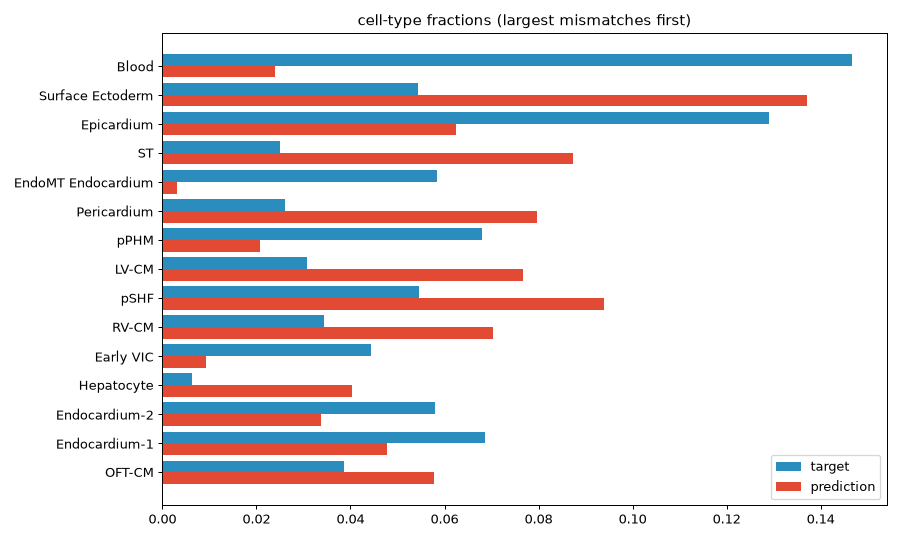 cell-type fractions (largest mismatches first)
Blood
Surface Ectoderm
Epicardium
ST
EndoMT Endocardium
Pericardium
pPHM
LV-CM
pSHF
RV-CM
Early VIC
Hepatocyte
Endocardium-2
Endocardium-1
OFT-CM
target
prediction
0.00 0.02 0.04 0.06 0.08 0.10 0.12 0.14